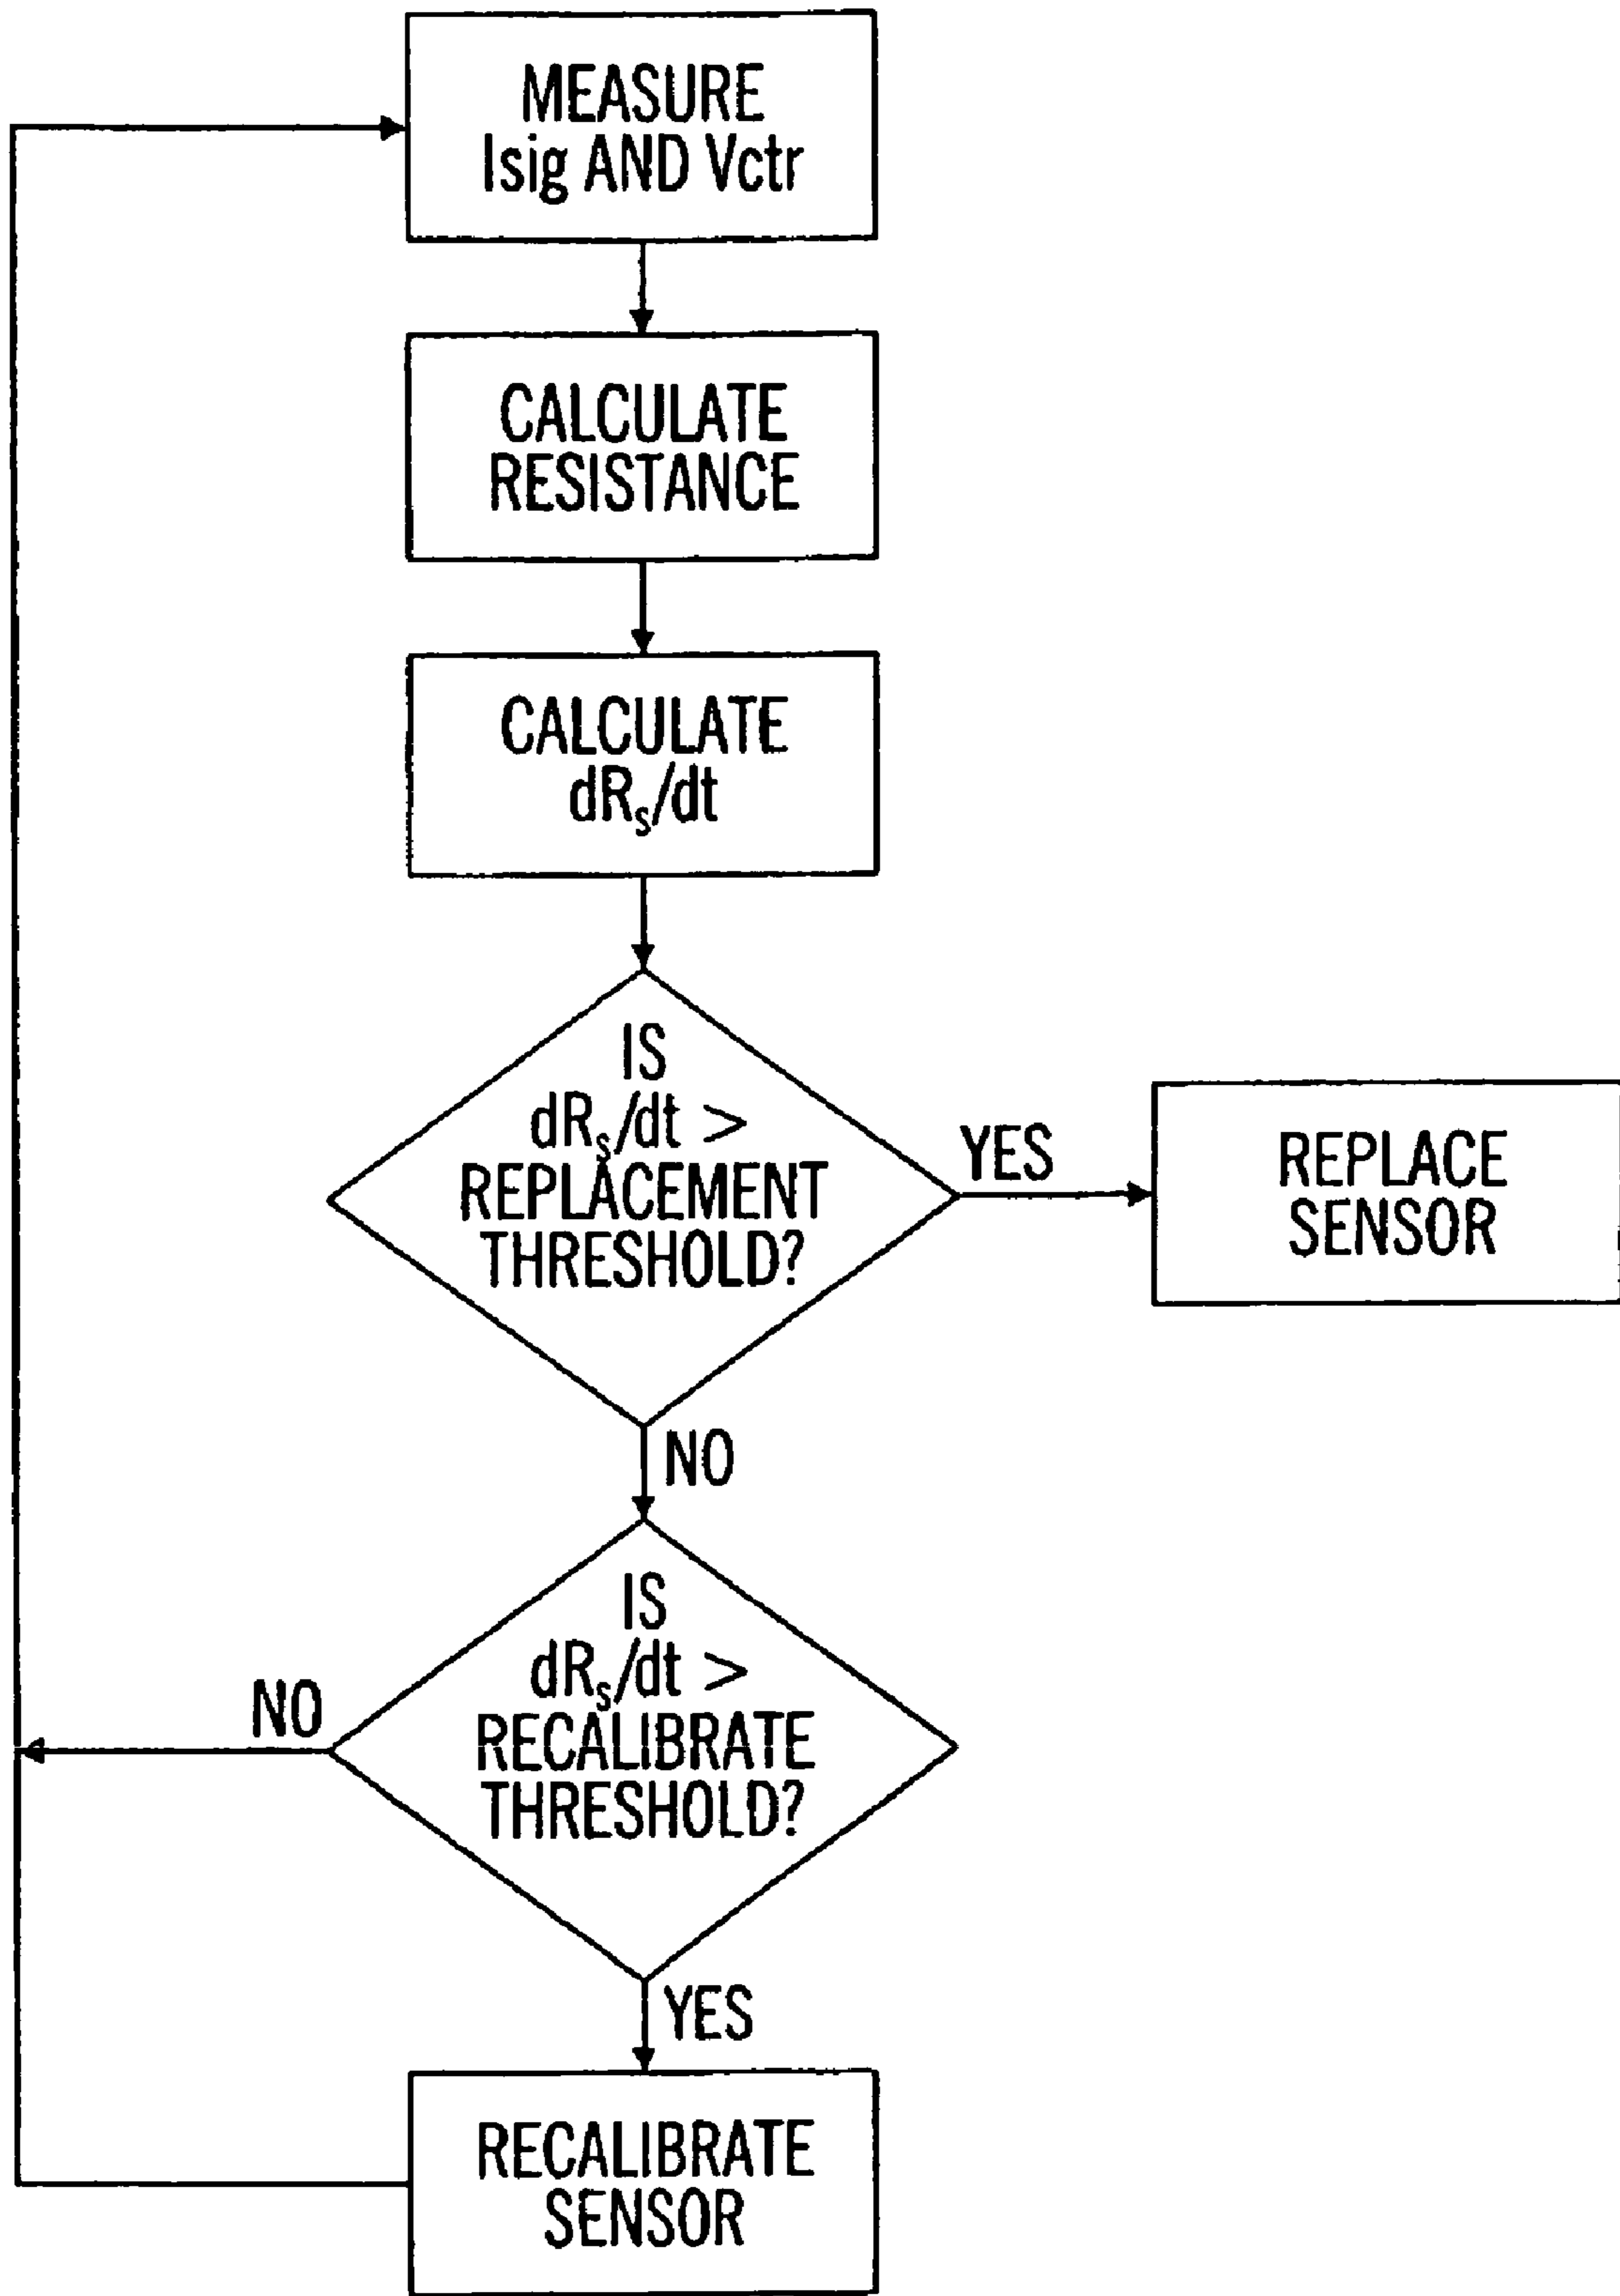 MEASURE
Isig AND Vctr
CALCULATE
RESISTANCE
CALCULATE
dRs/dt
IS
dRs/dt >
REPLACEMENT
THRESHOLD?
YES
REPLACE
SENSOR
NO
IS
dRs/dt >
RECALIBRATE
THRESHOLD?
NO
YES
RECALIBRATE
SENSOR